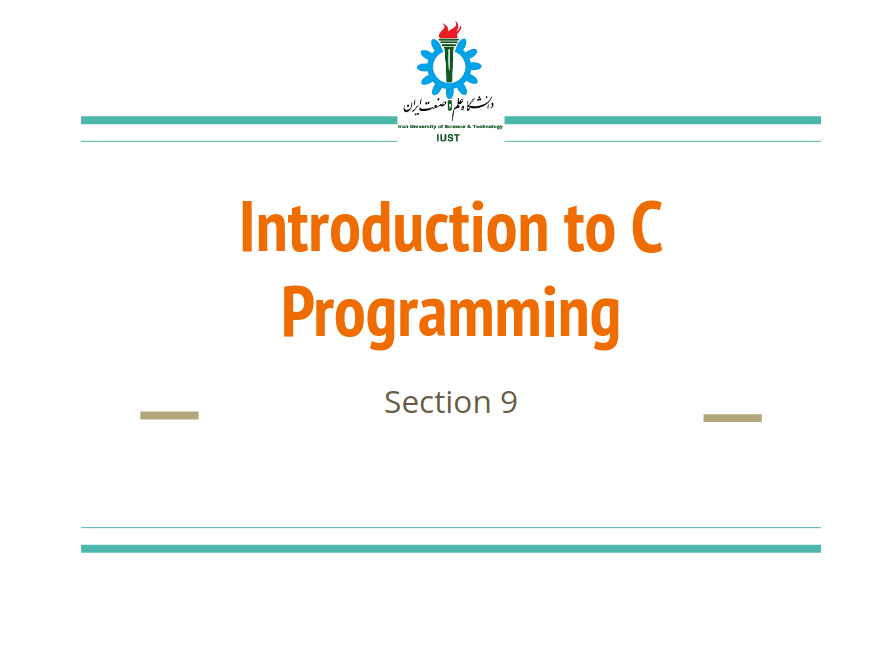 دانشگاه علم و صنعت ایران
Iran University of Science & Technology
IUST
Introduction to C
Programming
Section 9